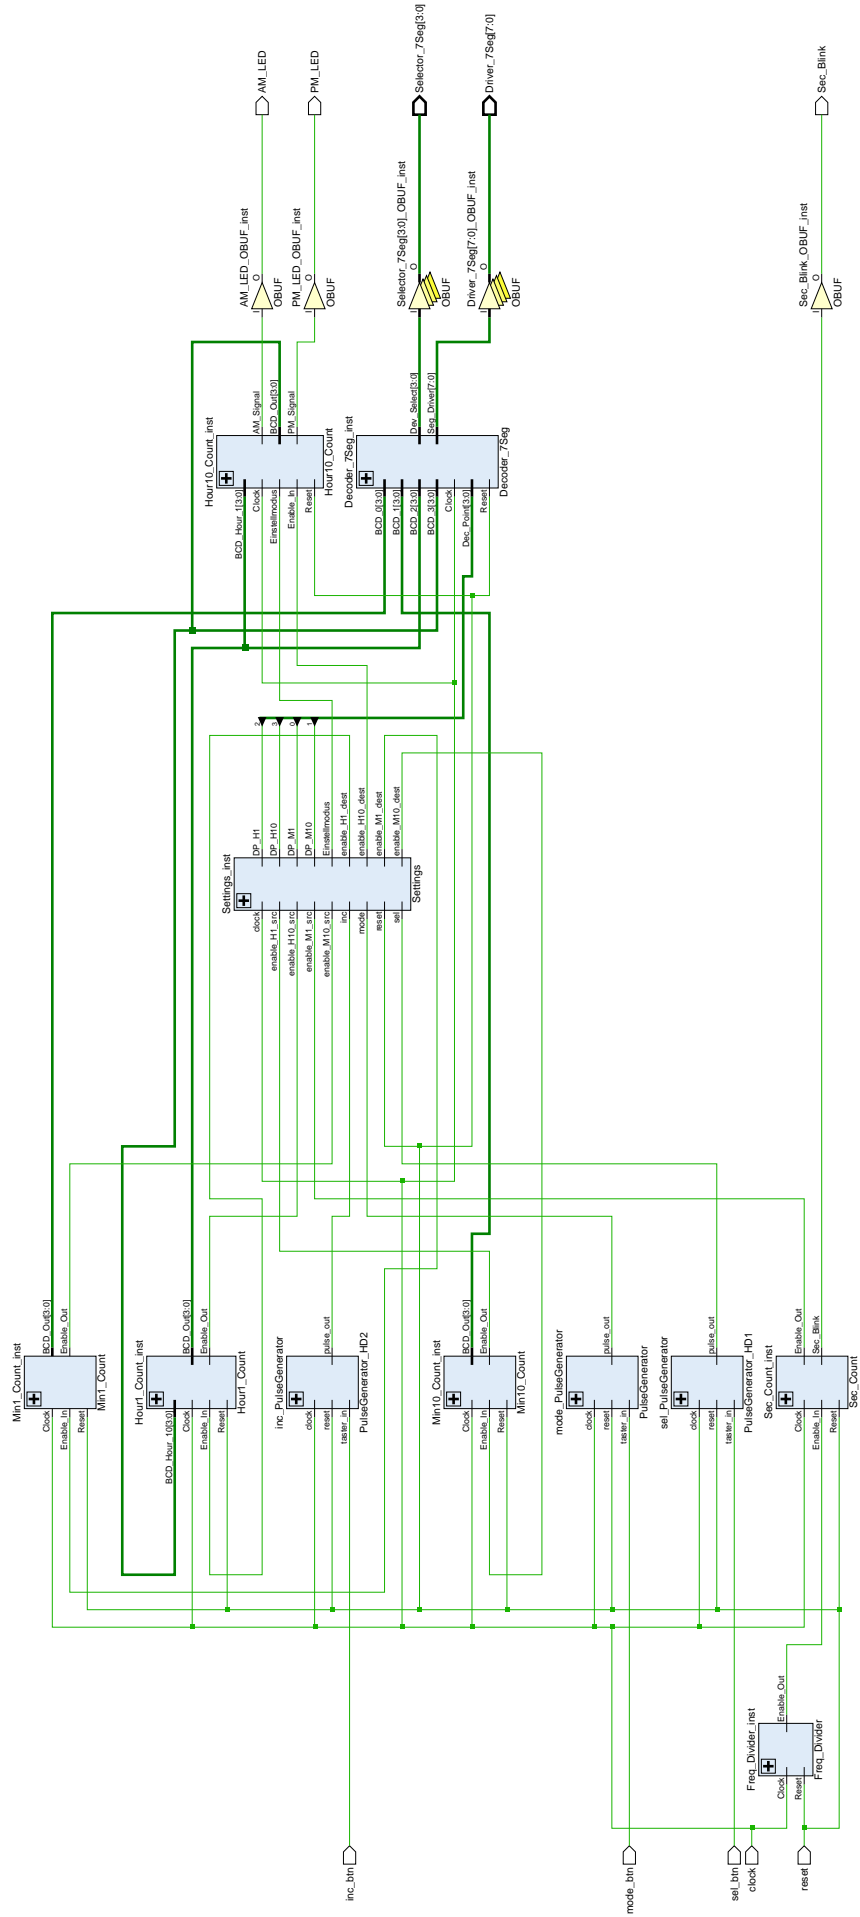 inc_btn
mode_btn
sel_btn
clock
reset
Freq_Divider_inst
Clock
Reset
Enable_Out
Freq_Divider
Min1_Count_inst
Clock
Enable_In
Reset
BCD_Out[3:0]
Enable_Out
Min1_Count
Hour1_Count_inst
BCD_Hour_10[3:0]
Clock
Enable_In
Reset
BCD_Out[3:0]
Enable_Out
Hour1_Count
inc_PulseGenerator
clock
reset
taster_in
pulse_out
PulseGenerator_HD2
Min10_Count_inst
Clock
Enable_In
Reset
BCD_Out[3:0]
Enable_Out
Min10_Count
mode_PulseGenerator
clock
reset
taster_in
pulse_out
PulseGenerator
sel_PulseGenerator
clock
reset
taster_in
pulse_out
PulseGenerator_HD1
Sec_Count_inst
Clock
Enable_In
Reset
Enable_Out
Sec_Blink
Sec_Count
Settings_inst
clock
enable_H1_src
enable_H10_src
enable_M1_src
enable_M10_src
inc
mode
reset
sel
DP_H1
DP_H10
DP_M1
DP_M10
Einstellmodus
enable_H1_dest
enable_H10_dest
enable_M1_dest
enable_M10_dest
Settings
2
3
0
1
Hour10_Count_inst
BCD_Hour_1[3:0]
Clock
Einstellmodus
Enable_In
Reset
AM_Signal
BCD_Out[3:0]
PM_Signal
Hour10_Count
Decoder_7Seg_inst
BCD_0[3:0]
BCD_1[3:0]
BCD_2[3:0]
BCD_3[3:0]
Clock
Dec_Point[3:0]
Reset
Dev_Select[3:0]
Seg_Driver[7:0]
Decoder_7Seg
AM_LED_OBUF_inst
I
O
OBUF
PM_LED_OBUF_inst
I
O
OBUF
Selector_7Seg[3:0]_OBUF_inst
I
O
OBUF
Driver_7Seg[7:0]_OBUF_inst
I
O
OBUF
Sec_Blink_OBUF_inst
I
O
OBUF
AM_LED
PM_LED
Selector_7Seg[3:0]
Driver_7Seg[7:0]
Sec_Blink